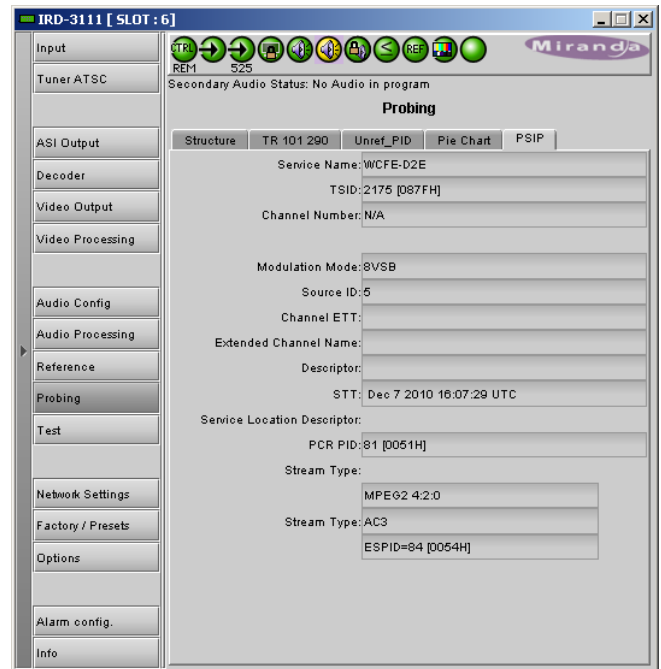 IRD-3111 [ SLOT : 6]
Input
Tuner ATSC
ASI Output
Decoder
Video Output
Video Processing
Audio Config
Audio Processing
Reference
Probing
Test
Network Settings
Factory / Presets
Options
Alarm config.
Info
CTRL REF
REM 525
Miranda
Secondary Audio Status: No Audio in program
Probing
Structure TR 101 290 Unref_PID Pie Chart PSIP
Service Name: WCFE-D2E
TSID: 2175 [087FH]
Channel Number: N/A
Modulation Mode: 8VSB
Source ID: 5
Channel ETT:
Extended Channel Name:
Descriptor:
STT: Dec 7 2010 16:07:29 UTC
Service Location Descriptor:
PCR PID: 81 [0051H]
Stream Type:
MPEG2 4:2:0
Stream Type: AC3
ESPID=84 [0054H]